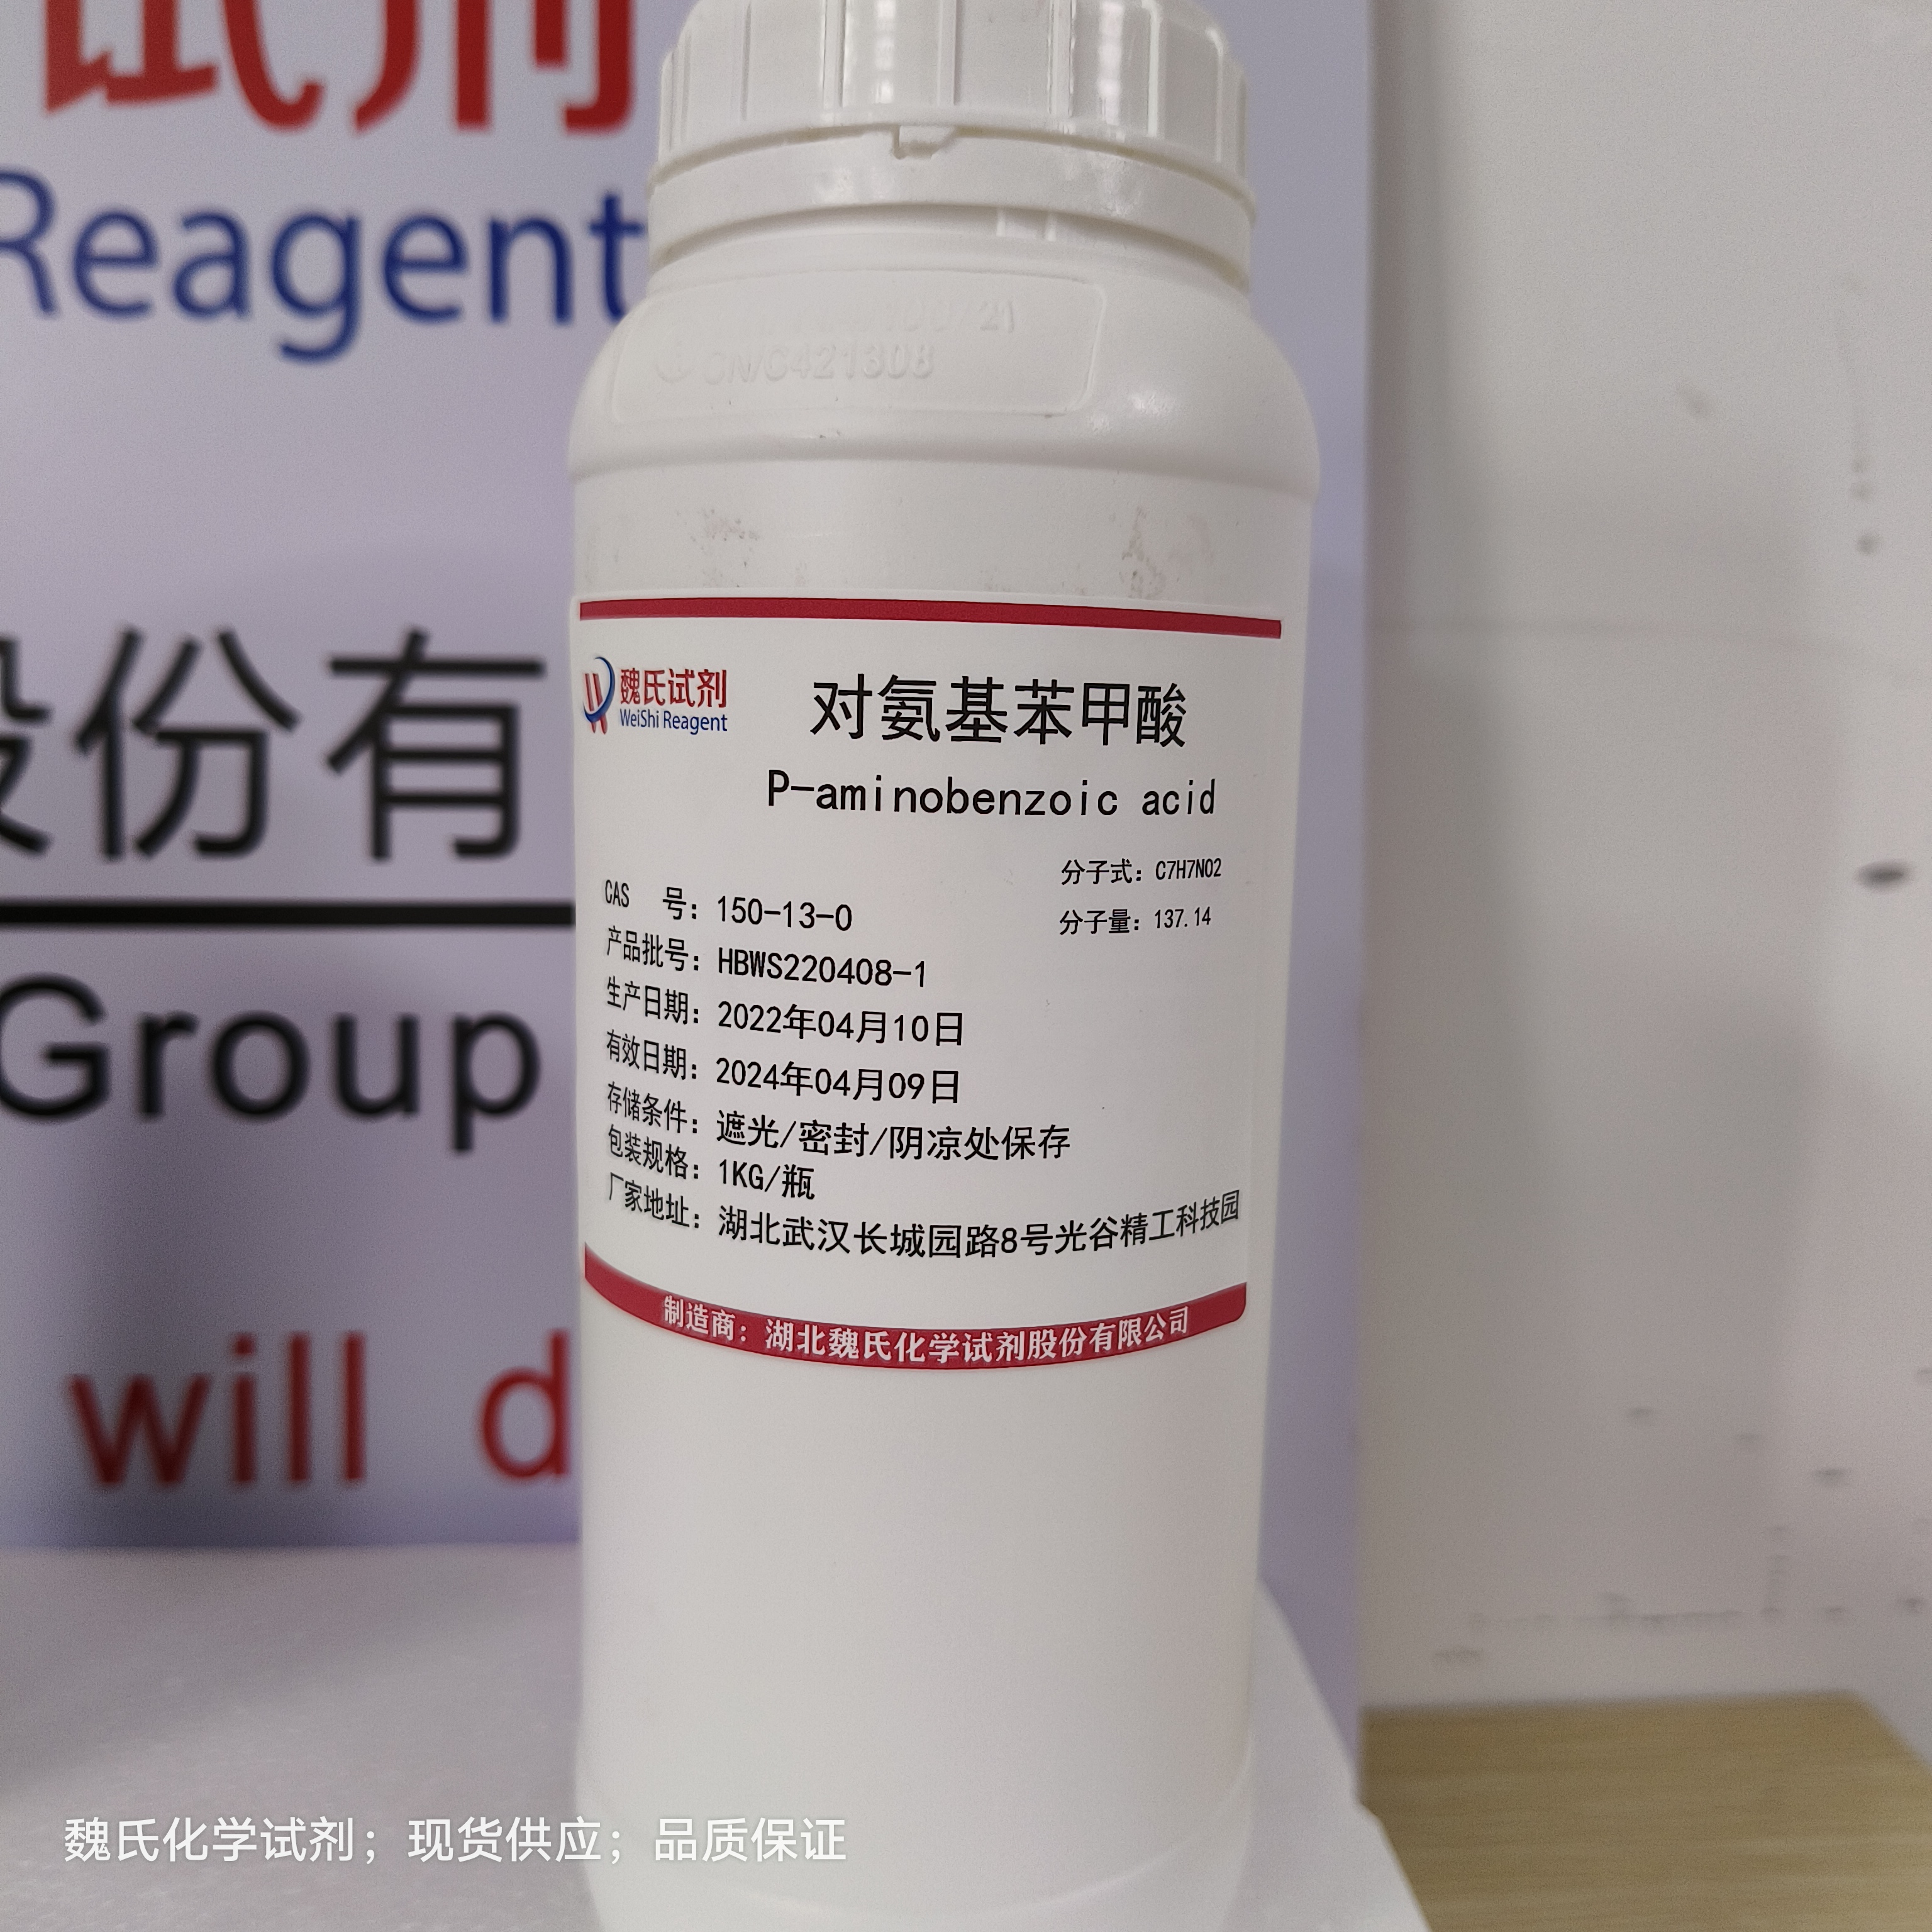 试剂
Reagent
份有
Group
will d
CN/C421308
魏氏试剂
WeiShi Reagent
对氨基苯甲酸
P-aminobenzoic acid
分子式：C7H7NO2
分子量：137.14
CAS 号：150-13-0
产品批号：HBWS220408-1
生产日期：2022年04月10日
有效日期：2024年04月09日
存储条件：遮光/密封/阴凉处保存
包装规格：1KG/瓶
厂家地址：湖北武汉长城园路8号光谷精工科技园
制造商：湖北魏氏化学试剂股份有限公司
魏氏化学试剂；现货供应；品质保证